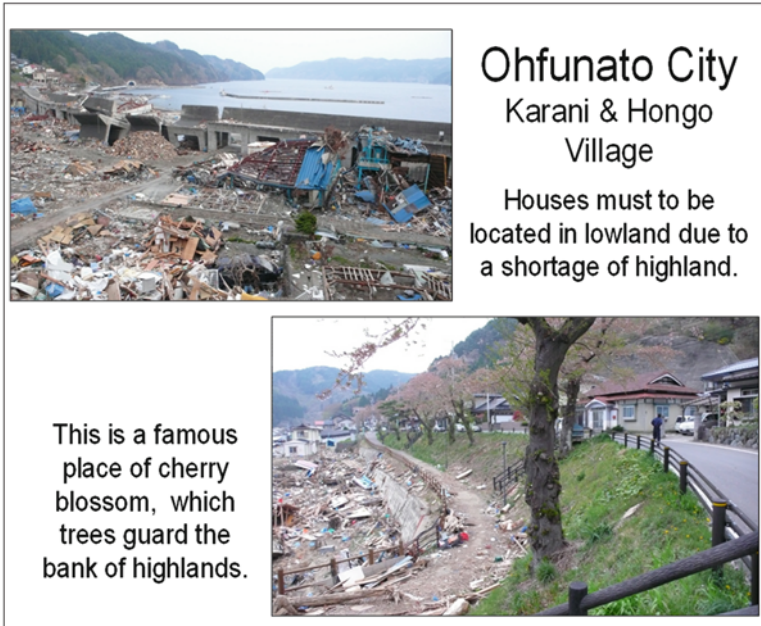 Ohfunato City
Karani & Hongo
Village
Houses must to be
located in lowland due to
a shortage of highland.
This is a famous
place of cherry
blossom, which
trees guard the
bank of highlands.